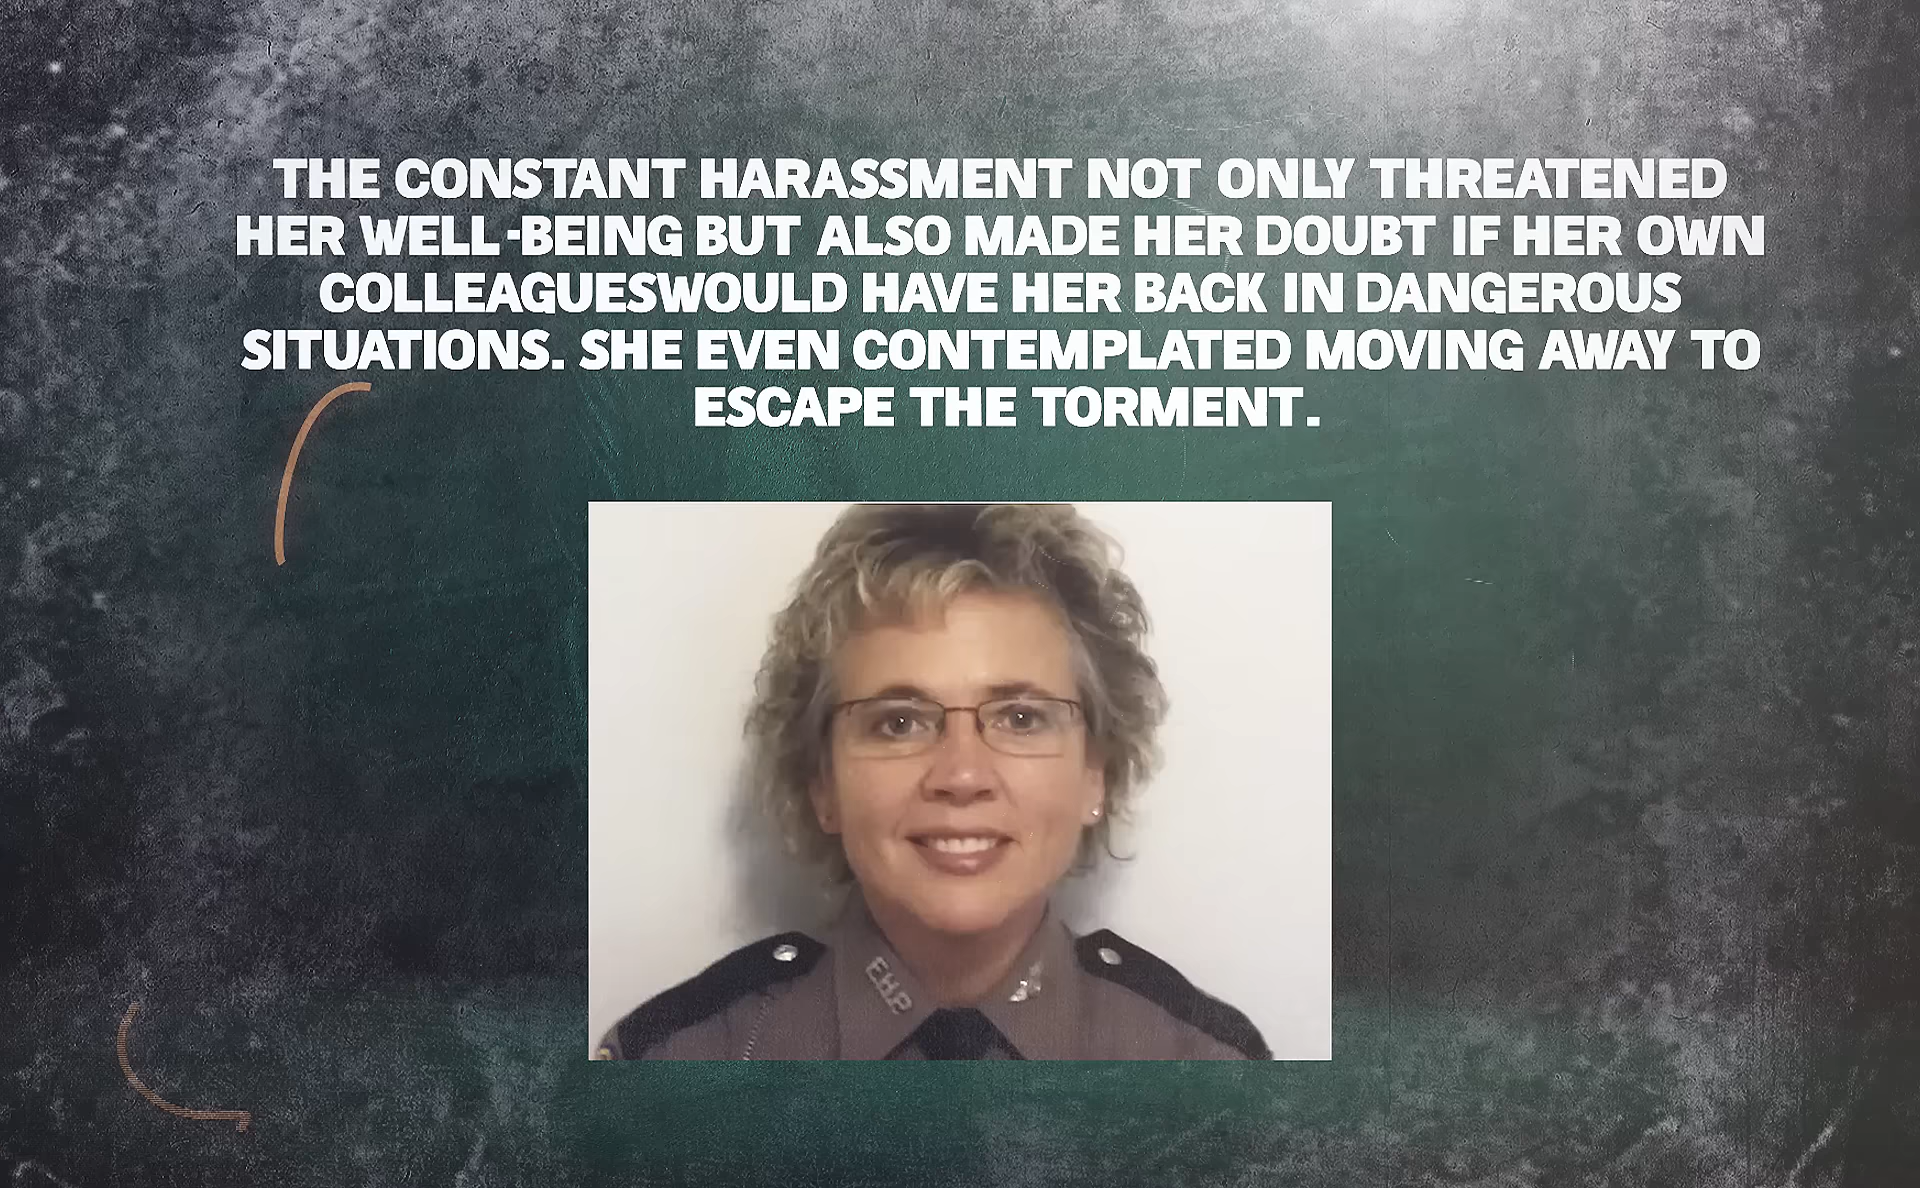 THE CONSTANT HARASSMENT NOT ONLY THREATENED
HER WELL-BEING BUT ALSO MADE HER DOUBT IF HER OWN
COLLEAGUESWOULD HAVE HER BACK IN DANGEROUS
SITUATIONS. SHE EVEN CONTEMPLATED MOVING AWAY TO
ESCAPE THE TORMENT.